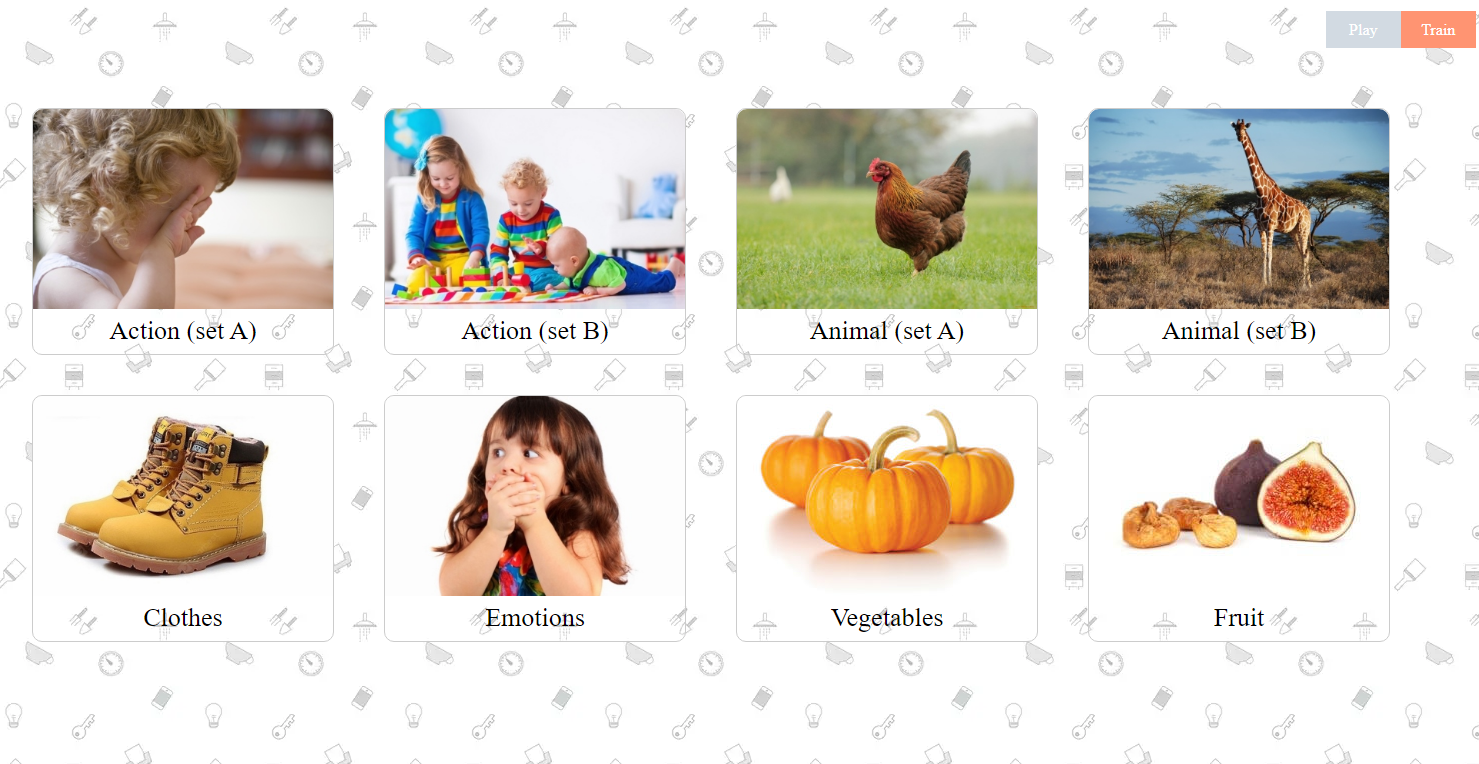 Play Train
Action (set A)
Action (set B)
Animal (set A)
Animal (set B)
Clothes
Emotions
Vegetables
Fruit